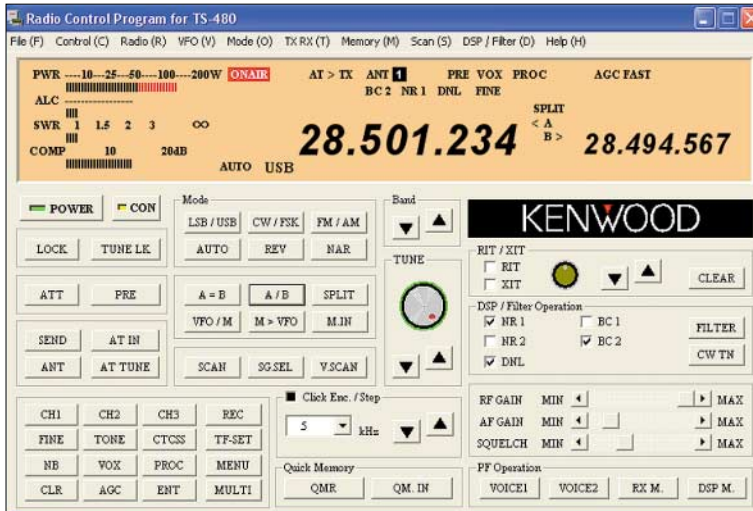 Radio Control Program for TS-480
File (F) Control (C) Radio (R) VFO (V) Mode (O) TX RX (T) Memory (M) Scan (S) DSP / Filter (D) Help (H)
PWR ----10---25---50----100----200W ONAIR AT > TX ANT 1 PRE VOX PROC AGC FAST
BC 2 NR 1 DNL FINE
ALC -----------------
SPLIT
SWR 1 1.5 2 3 ∞ < A
B >
28.501.234 28.494.567
COMP 10 20dB
AUTO USB
POWER CON
Mode
LSB / USB CW / FSK FM / AM
AUTO REV NAR
Band
KENWOOD
LOCK TUNE LK
TUNE
RIT / XIT
RIT
XIT
CLEAR
ATT PRE
A = B A / B SPLIT
VFO / M M > VFO M.IN
DSP / Filter Operation
NR 1 BC 1 FILTER
NR 2 BC 2
DNL CW TN
SEND AT IN
ANT AT TUNE
SCAN SG.SEL V.SCAN
CH1 CH2 CH3 REC
FINE TONE CTCSS TF-SET
NB VOX PROC MENU
CLR AGC ENT MULTI
Click Enc. / Step
5 kHz
RF GAIN MIN MAX
AF GAIN MIN MAX
SQUELCH MIN MAX
Quick Memory
QMR QM. IN
PF Operation
VOICE1 VOICE2 RX M. DSP M.